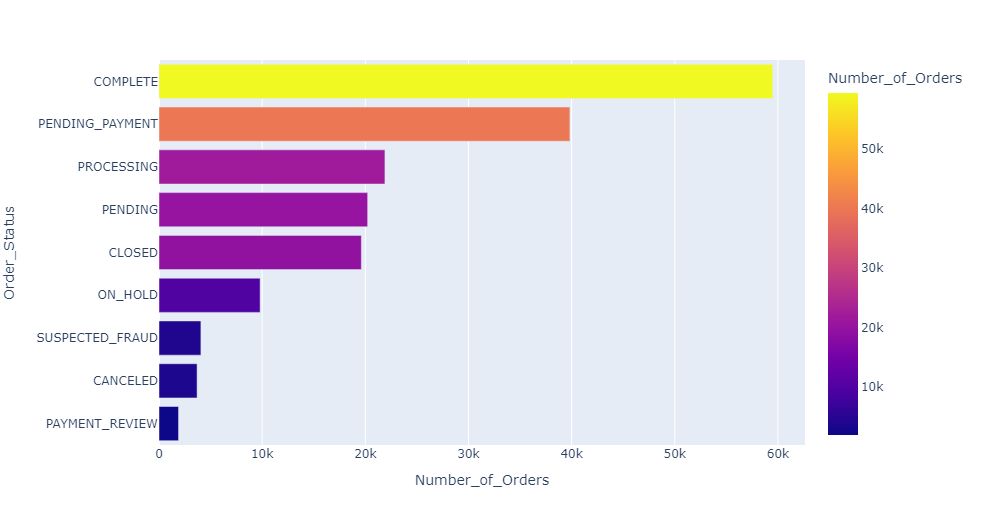 COMPLETE
PENDING_PAYMENT
PROCESSING
PENDING
CLOSED
ON_HOLD
SUSPECTED_FRAUD
CANCELED
PAYMENT_REVIEW
Order_Status
0 10k 20k 30k 40k 50k 60k
Number_of_Orders
Number_of_Orders
50k
40k
30k
20k
10k